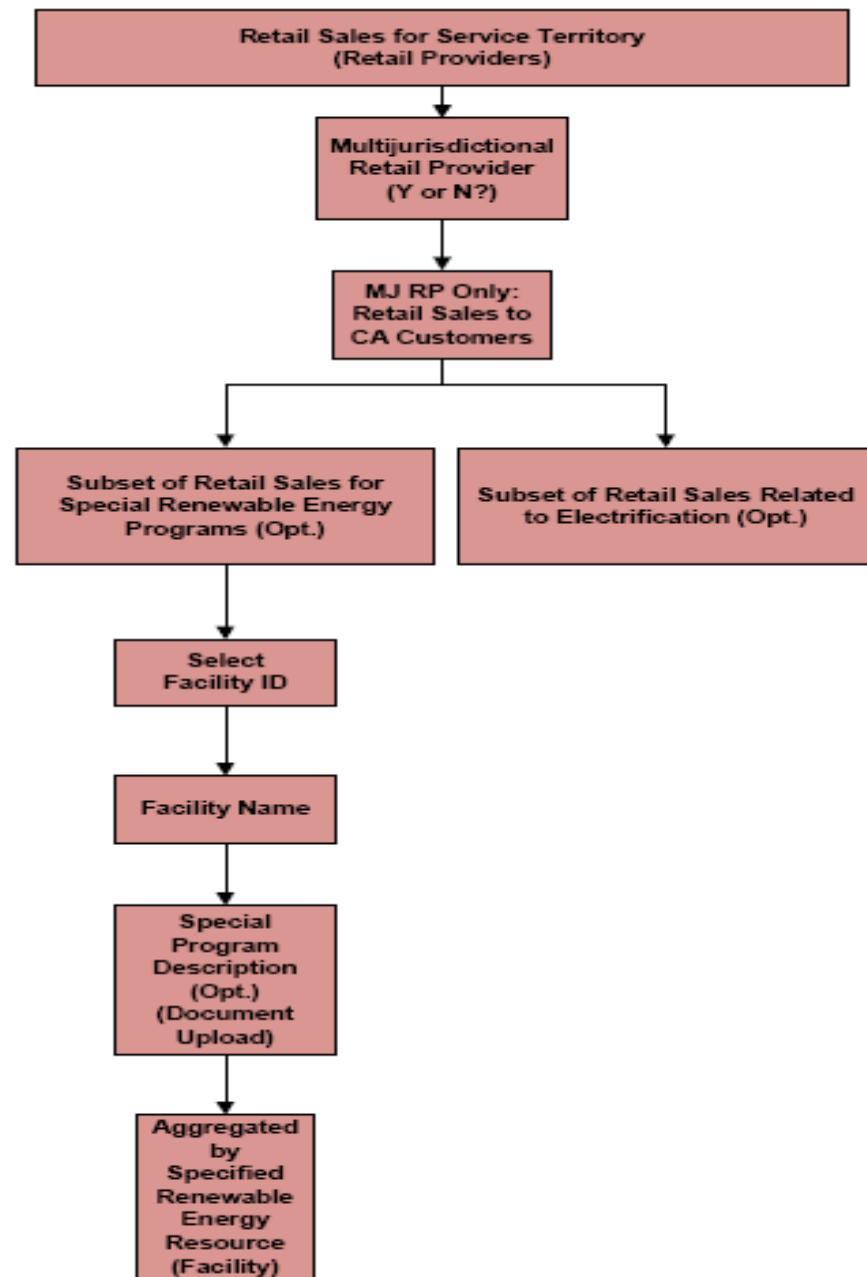 Retail Sales for Service Territory
(Retail Providers)
Multijurisdictional
Retail Provider
(Y or N?)
MJ RP Only:
Retail Sales to
CA Customers
Subset of Retail Sales for
Special Renewable Energy
Programs (Opt.)
Subset of Retail Sales Related
to Electrification (Opt.)
Select
Facility ID
Facility Name
Special
Program
Description
(Opt.)
(Document
Upload)
Aggregated
by
Specified
Renewable
Energy
Resource
(Facility)